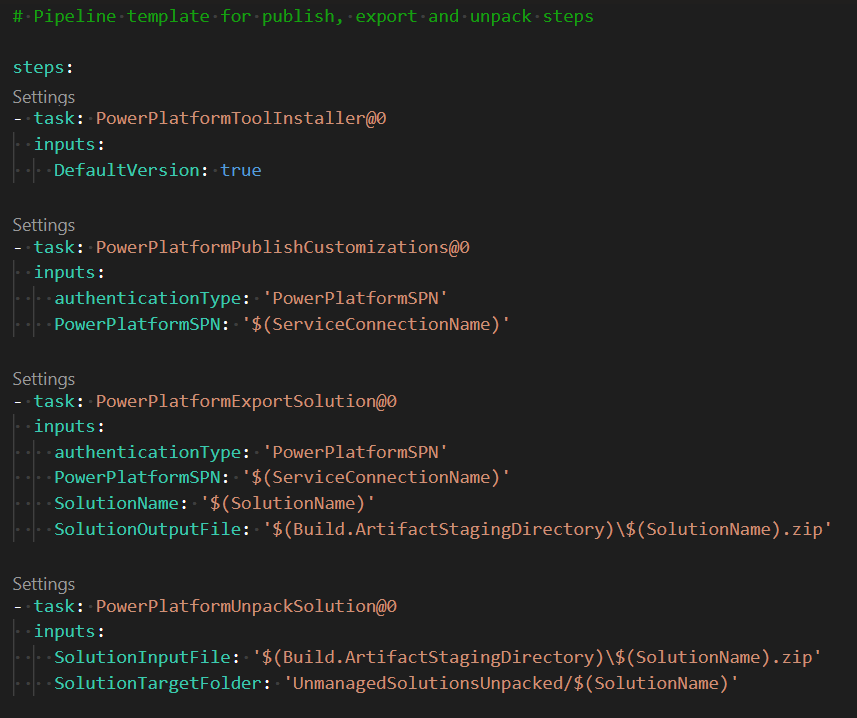 # Pipeline template for publish, export and unpack steps
steps:
Settings
- task: PowerPlatformToolInstaller@0
inputs:
DefaultVersion: true
Settings
- task: PowerPlatformPublishCustomizations@0
inputs:
authenticationType: 'PowerPlatformSPN'
PowerPlatformSPN: '$(ServiceConnectionName)'
Settings
- task: PowerPlatformExportSolution@0
inputs:
authenticationType: 'PowerPlatformSPN'
PowerPlatformSPN: '$(ServiceConnectionName)'
SolutionName: '$(SolutionName)'
SolutionOutputFile: '$(Build.ArtifactStagingDirectory)\$(SolutionName).zip'
Settings
- task: PowerPlatformUnpackSolution@0
inputs:
SolutionInputFile: '$(Build.ArtifactStagingDirectory)\$(SolutionName).zip'
SolutionTargetFolder: 'UnmanagedSolutionsUnpacked/$(SolutionName)'